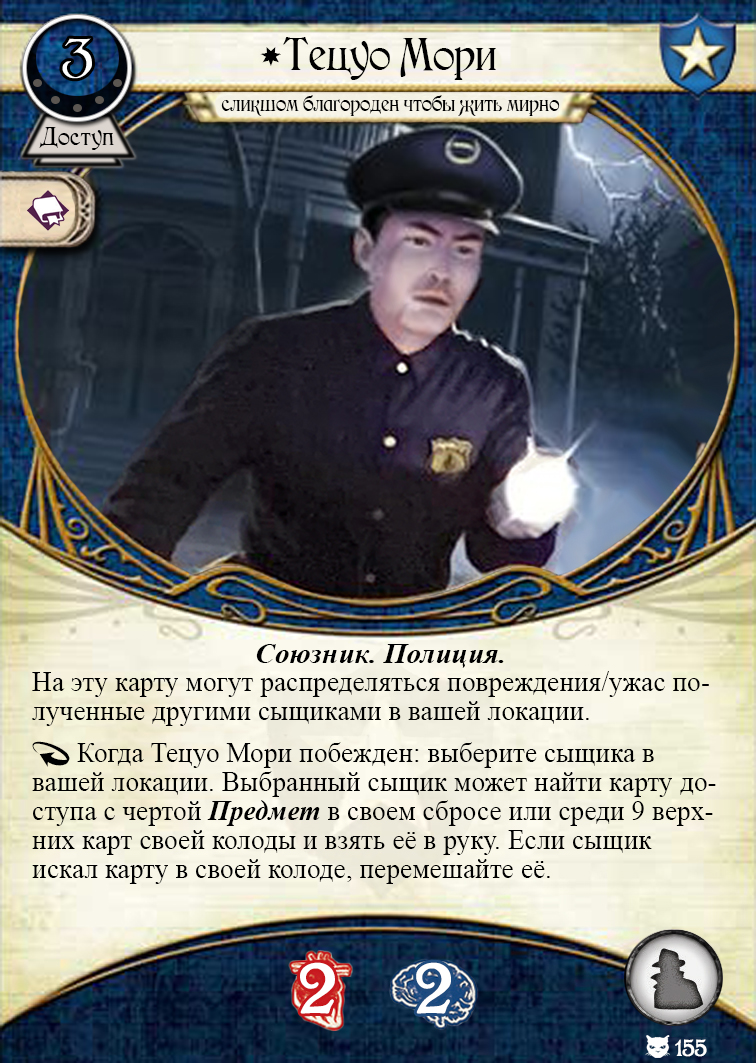 3
Тецуо Мори
Доступ
сликшом благороден чтобы жить мирно
Союзник. Полиция.
На эту карту могут распределяться повреждения/ужас по-
лученные другими сыщиками в вашей локации.
Когда Тецуо Мори побежден: выберите сыщика в
вашей локации. Выбранный сыщик может найти карту до-
ступа с чертой Предмет в своем сбросе или среди 9 верх-
них карт своей колоды и взять её в руку. Если сыщик
искал карту в своей колоде, перемешайте её.
2 2
155